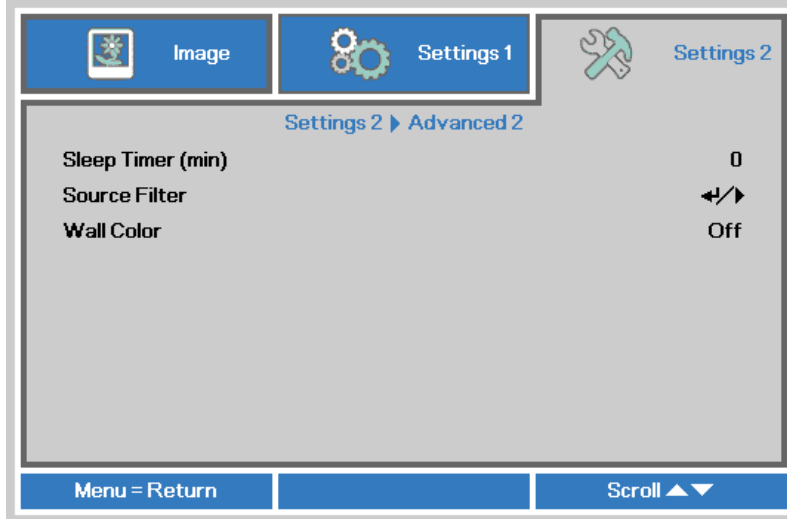 Image
Settings 1
Settings 2
Settings 2 ▶ Advanced 2
Sleep Timer (min) 0
Source Filter ↵/▶
Wall Color Off
Menu = Return
Scroll ▲▼